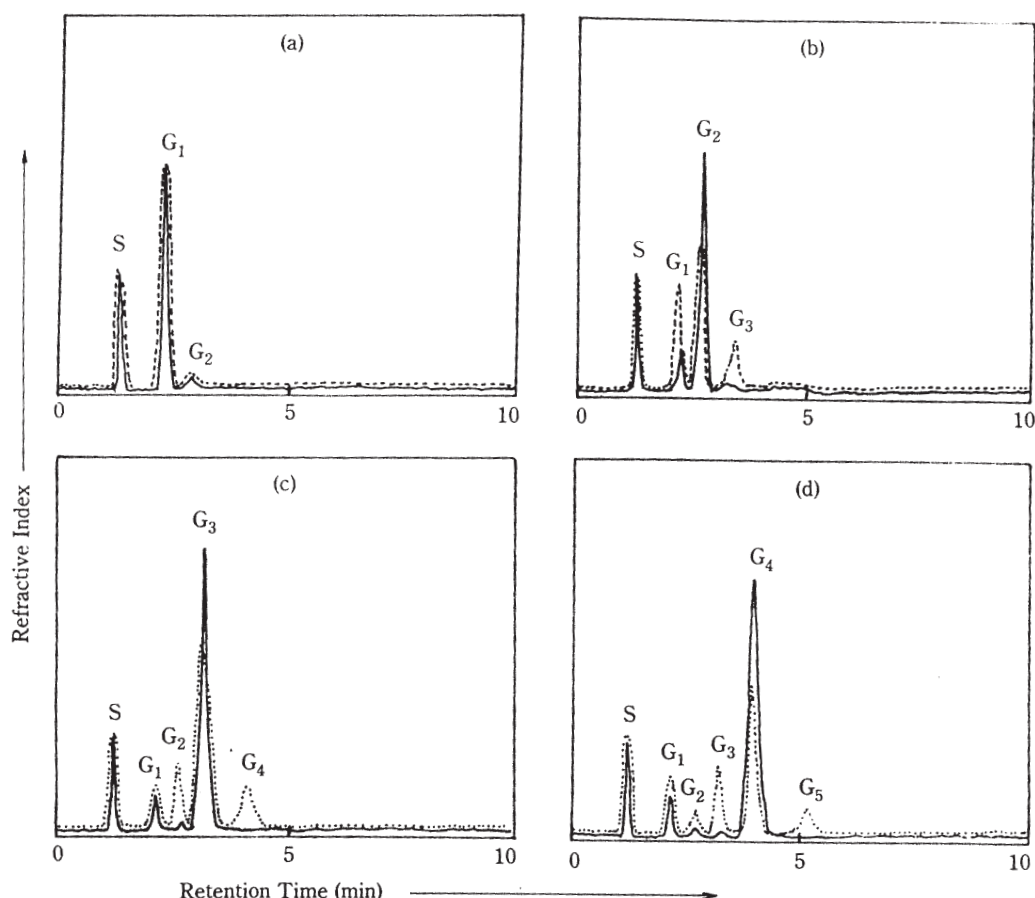 (a)
G₁
S
G₂
0 5 10
(b)
G₂
S
G₁
G₃
0 5 10
(c)
G₃
S
G₁
G₂
G₄
0 5 10
(d)
G₄
S
G₁
G₂
G₃
G₅
0 5 10
Refractive Index
Retention Time (min)